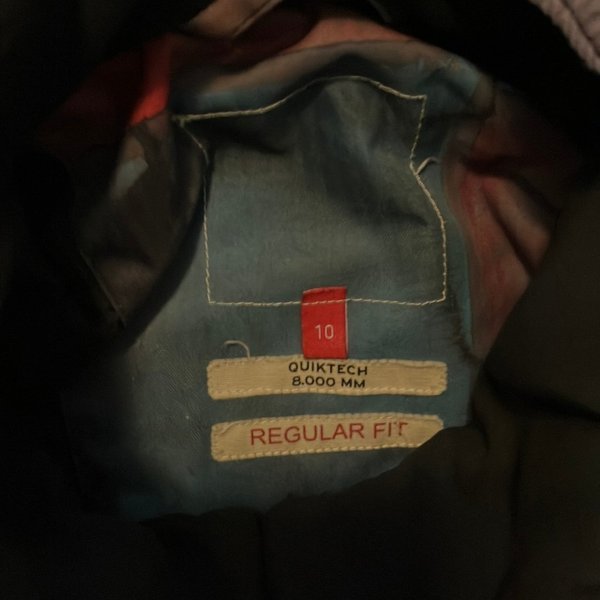 10
QUIKTECH
8.000 MM
REGULAR FIT